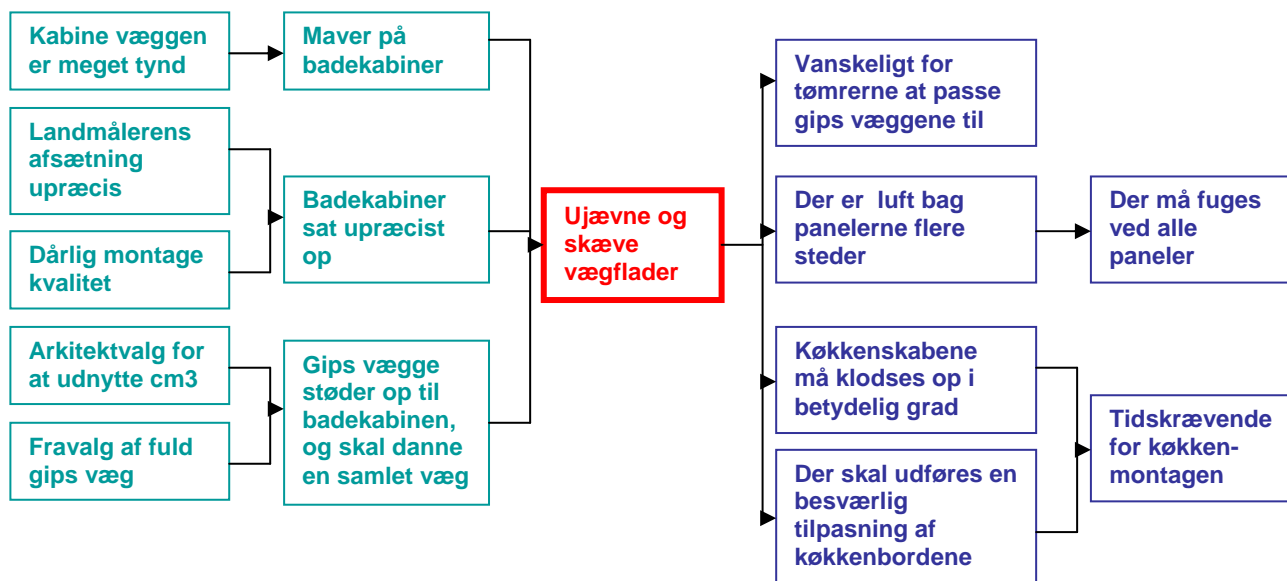 Kabine væggen
er meget tynd
Maver på
badekabiner
Landmålerens
afsætning
upræcis
Dårlig montage
kvalitet
Badekabiner
sat upræcist
op
Arkitektvalg for
at udnytte cm3
Fravalg af fuld
gips væg
Gips vægge
støder op til
badekabinen,
og skal danne
en samlet væg
Ujævne og
skæve
vægflader
Vanskeligt for
tømrerne at passe
gips væggene til
Der er  luft bag
panelerne flere
steder
Der må fuges
ved alle
paneler
Køkkenskabene
må klodses op i
betydelig grad
Der skal udføres en
besværlig
tilpasning af
køkkenbordene
Tidskrævende
for køkken-
montagen